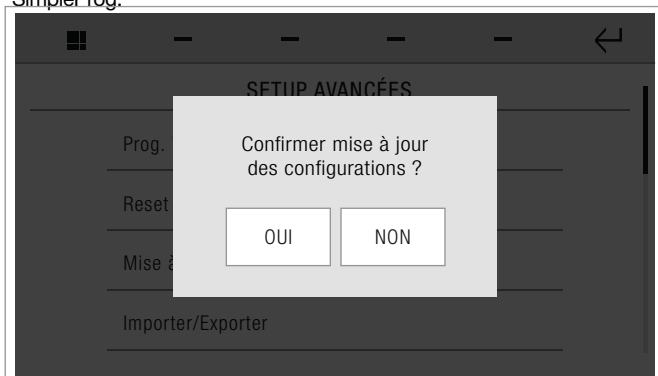 SETUP AVANCÉES
Prog.
Confirmer mise à jour
des configurations ?
Reset
OUI
NON
Mise à
Importer/Exporter